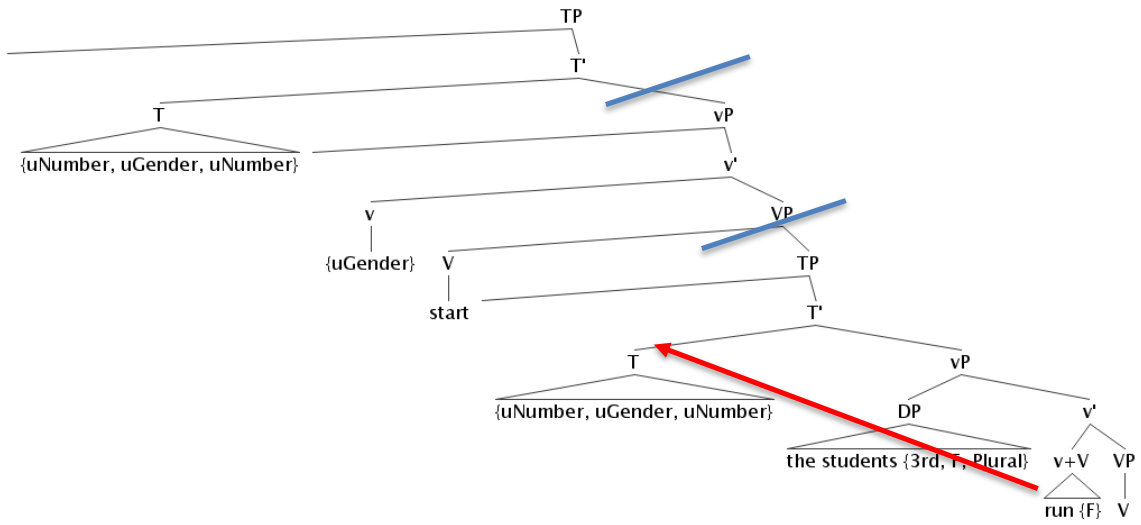 TP
T'
T
vP
{uNumber, uGender, uNumber}
v'
v
VP
{uGender}
V
TP
start
T'
T
vP
{uNumber, uGender, uNumber}
DP
v'
the students {3rd, F, Plural}
v+V
VP
run {F}
V